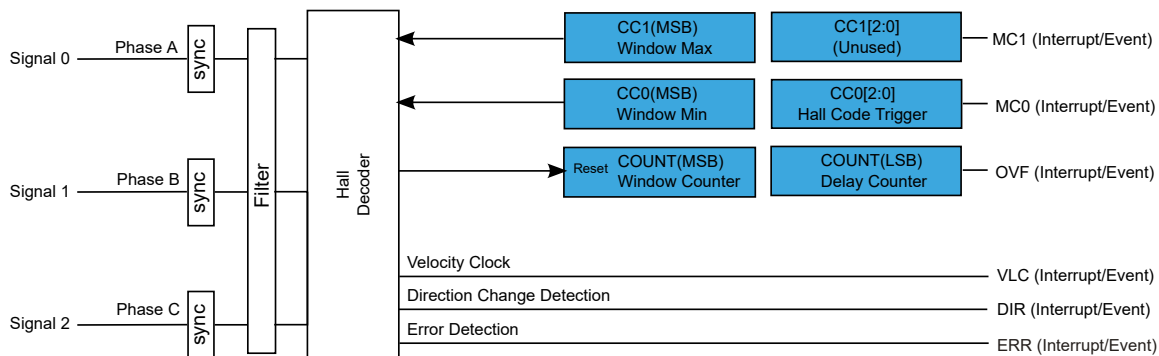 CC1(MSB)
Window Max
CC1[2:0]
(Unused)
MC1 (Interrupt/Event)
Signal 0
Phase A
sync
CC0(MSB)
Window Min
CC0[2:0]
Hall Code Trigger
MC0 (Interrupt/Event)
Reset
COUNT(MSB)
Window Counter
COUNT(LSB)
Delay Counter
OVF (Interrupt/Event)
Signal 1
Phase B
sync
Filter
Hall
Decoder
Velocity Clock
VLC (Interrupt/Event)
Direction Change Detection
DIR (Interrupt/Event)
Signal 2
Phase C
sync
Error Detection
ERR (Interrupt/Event)